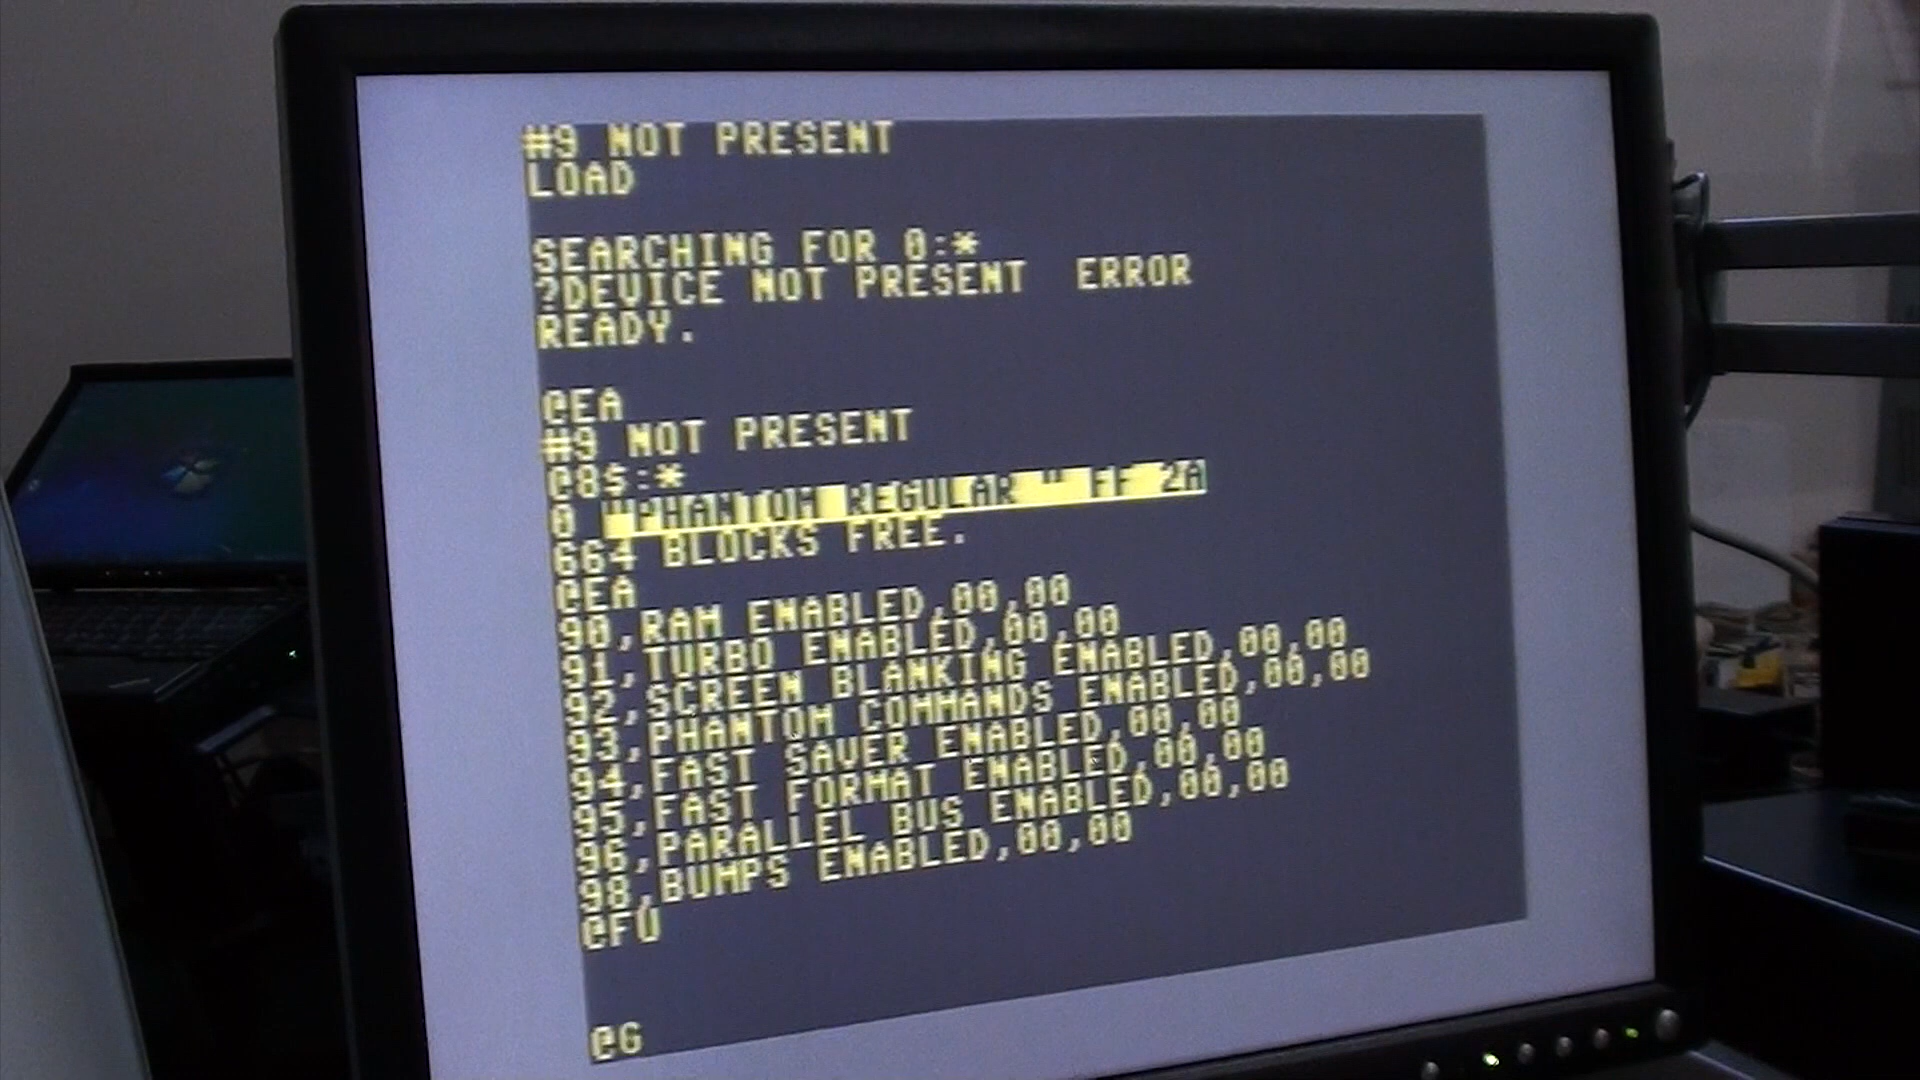 #9 NOT PRESENT
LOAD
SEARCHING FOR 0:*
?DEVICE NOT PRESENT  ERROR
READY.
@EA
#9 NOT PRESENT
@8$:*
0 "PHANTOM REGULAR " FF 2A
664 BLOCKS FREE.
@EA
90,RAM ENABLED,00,00
91,TURBO ENABLED,00,00
92,SCREEN BLANKING ENABLED,00,00
93,PHANTOM COMMANDS ENABLED,00,00
94,FAST SAVER ENABLED,00,00
95,FAST FORMAT ENABLED,00,00
96,PARALLEL BUS ENABLED,00,00
98,BUMPS ENABLED,00,00
@FU
@G